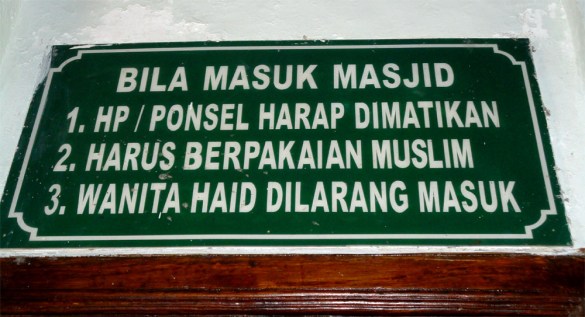 BILA MASUK MASJID
1. HP / PONSEL HARAP DIMATIKAN
2. HARUS BERPAKAIAN MUSLIM
3. WANITA HAID DILARANG MASUK